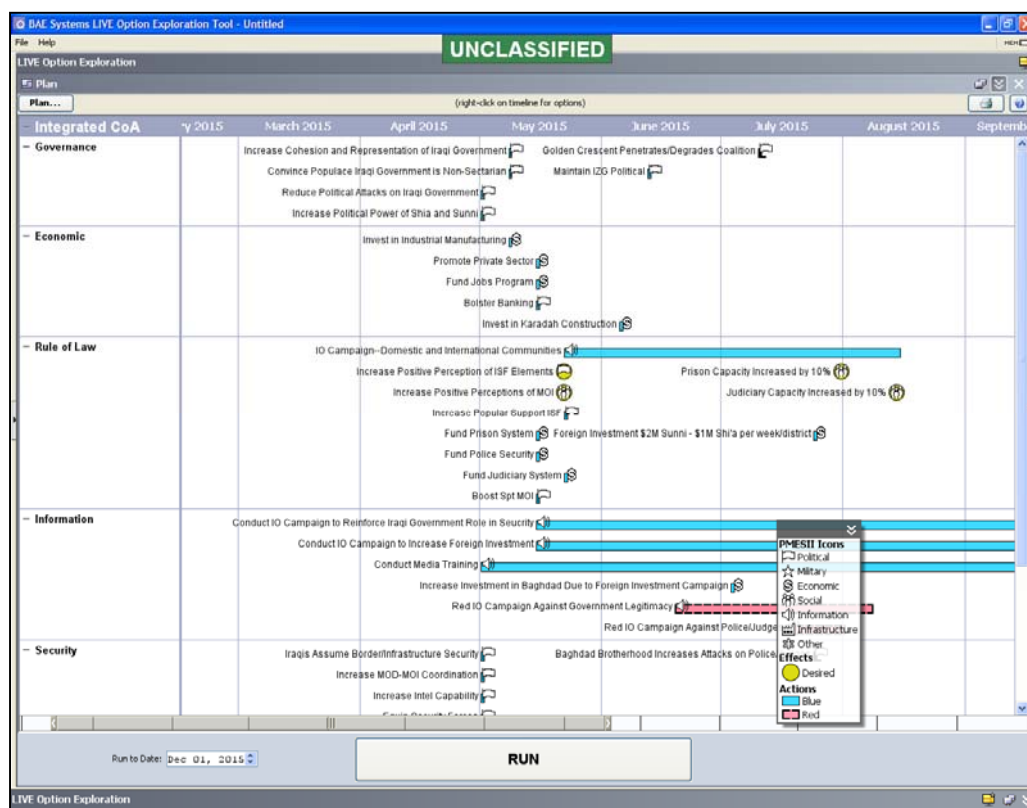 BAE Systems LIVE Option Exploration Tool - Untitled
File Help
UNCLASSIFIED
LIVE Option Exploration
Plan
Plan...
(right-click on timeline for options)
Integrated CoA
ry 2015 March 2015 April 2015 May 2015 June 2015 July 2015 August 2015 Septemb
Governance
Increase Cohesion and Representation of Iraqi Government Golden Crescent Penetrates/Degrades Coalition
Convince Populace Iraqi Government is Non-Sectarian Maintain IZG Political
Reduce Political Attacks on Iraqi Government
Increase Political Power of Shia and Sunni
Economic
Invest in Industrial Manufacturing
Promote Private Sector
Fund Jobs Program
Bolster Banking
Invest in Karadah Construction
Rule of Law
IO Campaign--Domestic and International Communities
Increase Positive Perception of ISF Elements Prison Capacity Increased by 10%
Increase Positive Perceptions of MOI Judiciary Capacity Increased by 10%
Increase Popular Support ISF
Fund Prison System Foreign Investment $2M Sunni - $1M Shi'a per week/district
Fund Police Security
Fund Judiciary System
Boost Spt MOI
Information
Conduct IO Campaign to Reinforce Iraqi Government Role in Seucrity
Conduct IO Campaign to Increase Foreign Investment
Conduct Media Training
Increase Investment in Baghdad Due to Foreign Investment Campaign
Red IO Campaign Against Government Legitimacy
Red IO Campaign Against Police/Judge
Security
Iraqis Assume Border/Infrastructure Security Baghdad Brotherhood Increases Attacks on Police/
Increase MOD-MOI Coordination
Increase Intel Capability
PMESII Icons
Political
Military
Economic
Social
Information
Infrastructure
Other
Effects
Desired
Actions
Blue
Red
Run to Date: Dec 01, 2015
RUN
LIVE Option Exploration